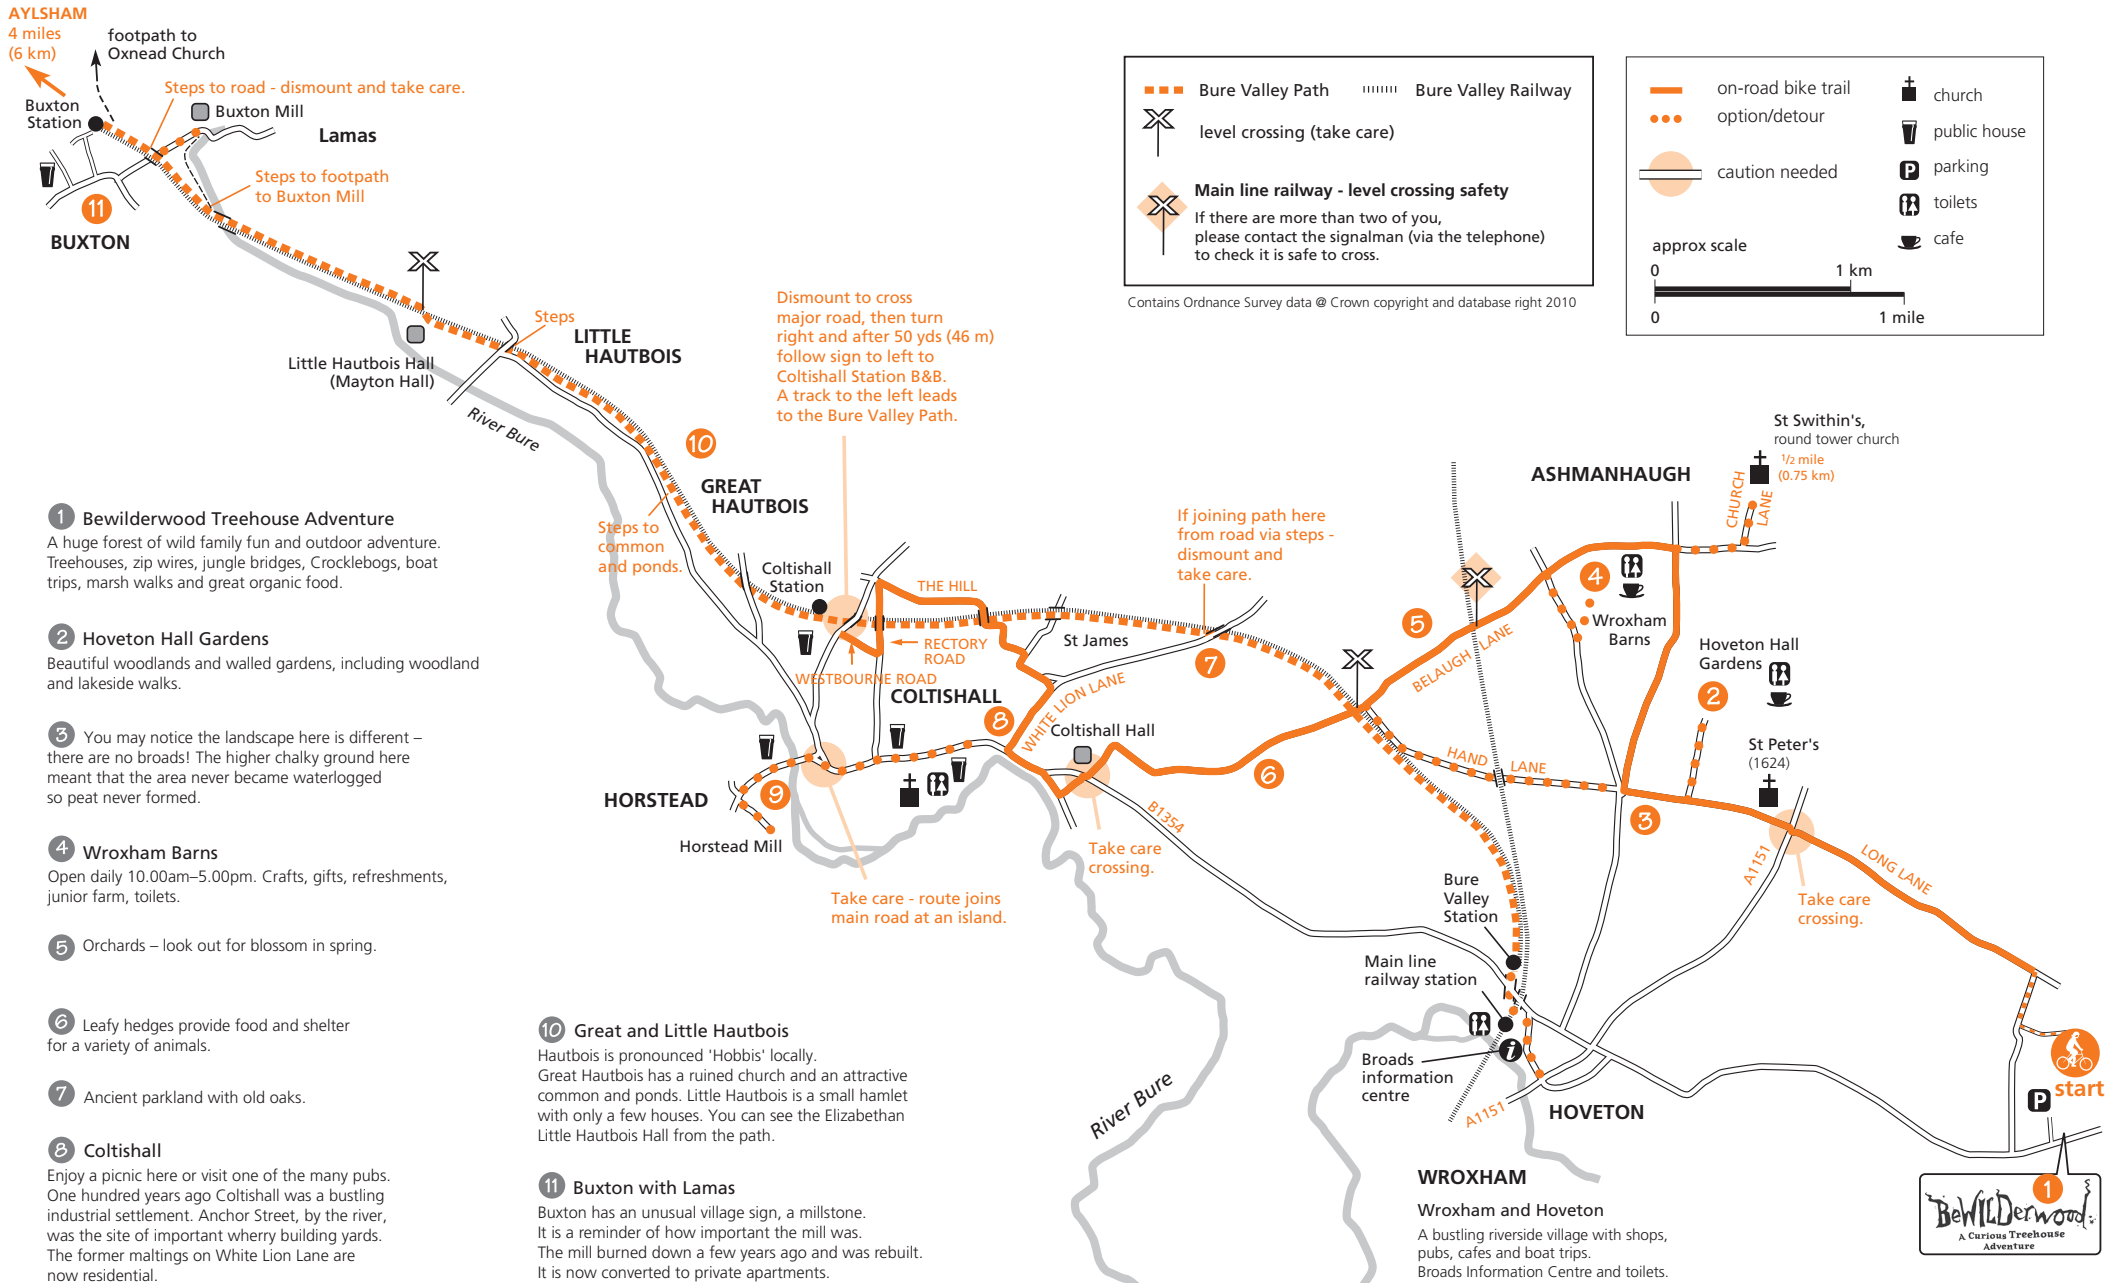 AYLSHAM
4 miles
(6 km)
footpath to
Oxnead Church
Steps to road - dismount and take care.
Buxton
Station
Buxton Mill
Lamas
Steps to footpath
to Buxton Mill
11
BUXTON
Little Hautbois Hall
(Mayton Hall)
River Bure
Steps
LITTLE
HAUTBOIS
10
GREAT
HAUTBOIS
Steps to
common
and ponds.
Dismount to cross
major road, then turn
right and after 50 yds (46 m)
follow sign to left to
Coltishall Station B&B.
A track to the left leads
to the Bure Valley Path.
Bure Valley Path
Bure Valley Railway
level crossing (take care)
Main line railway - level crossing safety
If there are more than two of you,
please contact the signalman (via the telephone)
to check it is safe to cross.
Contains Ordnance Survey data @ Crown copyright and database right 2010
on-road bike trail
option/detour
caution needed
church
public house
P parking
toilets
cafe
approx scale
0 1 km
0 1 mile
Coltishall
Station
THE HILL
RECTORY
ROAD
WESTBOURNE ROAD
COLTISHALL
St James
WHITE LION LANE
8
Coltishall Hall
If joining path here
from road via steps -
dismount and
take care.
7
5
BELAUGH LANE
6
HAND LANE
ASHMANHAUGH
St Swithin's,
round tower church
1/2 mile
(0.75 km)
CHURCH
LANE
4
Wroxham
Barns
Hoveton Hall
Gardens
2
St Peter's
(1624)
3
A1151
LONG LANE
Take care
crossing.
HORSTEAD
9
Horstead Mill
Take care - route joins
main road at an island.
Take care
crossing.
B1354
Bure
Valley
Station
Main line
railway station
Broads
information
centre
i
A1151
HOVETON
River Bure
start
P
1
BeWILDerwood
A Curious Treehouse
Adventure
WROXHAM
Wroxham and Hoveton
A bustling riverside village with shops,
pubs, cafes and boat trips.
Broads Information Centre and toilets.
1 Bewilderwood Treehouse Adventure
A huge forest of wild family fun and outdoor adventure.
Treehouses, zip wires, jungle bridges, Crocklebogs, boat
trips, marsh walks and great organic food.
2 Hoveton Hall Gardens
Beautiful woodlands and walled gardens, including woodland
and lakeside walks.
3 You may notice the landscape here is different –
there are no broads! The higher chalky ground here
meant that the area never became waterlogged
so peat never formed.
4 Wroxham Barns
Open daily 10.00am–5.00pm. Crafts, gifts, refreshments,
junior farm, toilets.
5 Orchards – look out for blossom in spring.
6 Leafy hedges provide food and shelter
for a variety of animals.
7 Ancient parkland with old oaks.
8 Coltishall
Enjoy a picnic here or visit one of the many pubs.
One hundred years ago Coltishall was a bustling
industrial settlement. Anchor Street, by the river,
was the site of important wherry building yards.
The former maltings on White Lion Lane are
now residential.
10 Great and Little Hautbois
Hautbois is pronounced 'Hobbis' locally.
Great Hautbois has a ruined church and an attractive
common and ponds. Little Hautbois is a small hamlet
with only a few houses. You can see the Elizabethan
Little Hautbois Hall from the path.
11 Buxton with Lamas
Buxton has an unusual village sign, a millstone.
It is a reminder of how important the mill was.
The mill burned down a few years ago and was rebuilt.
It is now converted to private apartments.